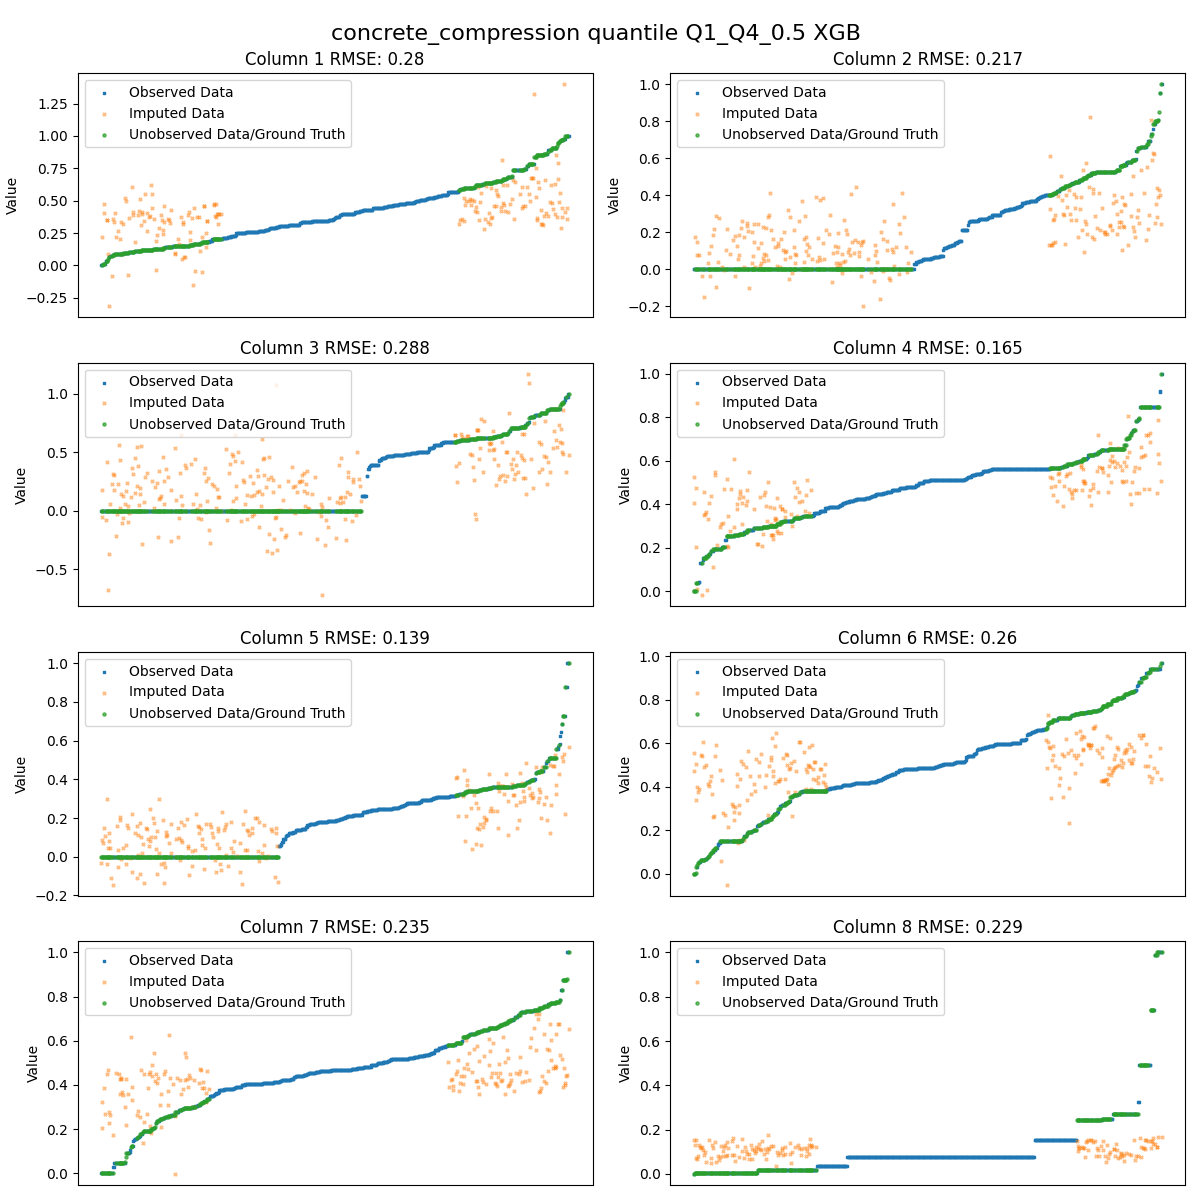 concrete_compression quantile Q1_Q4_0.5 XGB
Column 1 RMSE: 0.28
Value
1.25
1.00
0.75
0.50
0.25
0.00
−0.25
Observed Data
Imputed Data
Unobserved Data/Ground Truth
Column 2 RMSE: 0.217
Value
1.0
0.8
0.6
0.4
0.2
0.0
−0.2
Observed Data
Imputed Data
Unobserved Data/Ground Truth
Column 3 RMSE: 0.288
Value
1.0
0.5
0.0
−0.5
Observed Data
Imputed Data
Unobserved Data/Ground Truth
Column 4 RMSE: 0.165
Value
1.0
0.8
0.6
0.4
0.2
0.0
Observed Data
Imputed Data
Unobserved Data/Ground Truth
Column 5 RMSE: 0.139
Value
1.0
0.8
0.6
0.4
0.2
0.0
−0.2
Observed Data
Imputed Data
Unobserved Data/Ground Truth
Column 6 RMSE: 0.26
Value
1.0
0.8
0.6
0.4
0.2
0.0
Observed Data
Imputed Data
Unobserved Data/Ground Truth
Column 7 RMSE: 0.235
Value
1.0
0.8
0.6
0.4
0.2
0.0
Observed Data
Imputed Data
Unobserved Data/Ground Truth
Column 8 RMSE: 0.229
Value
1.0
0.8
0.6
0.4
0.2
0.0
Observed Data
Imputed Data
Unobserved Data/Ground Truth